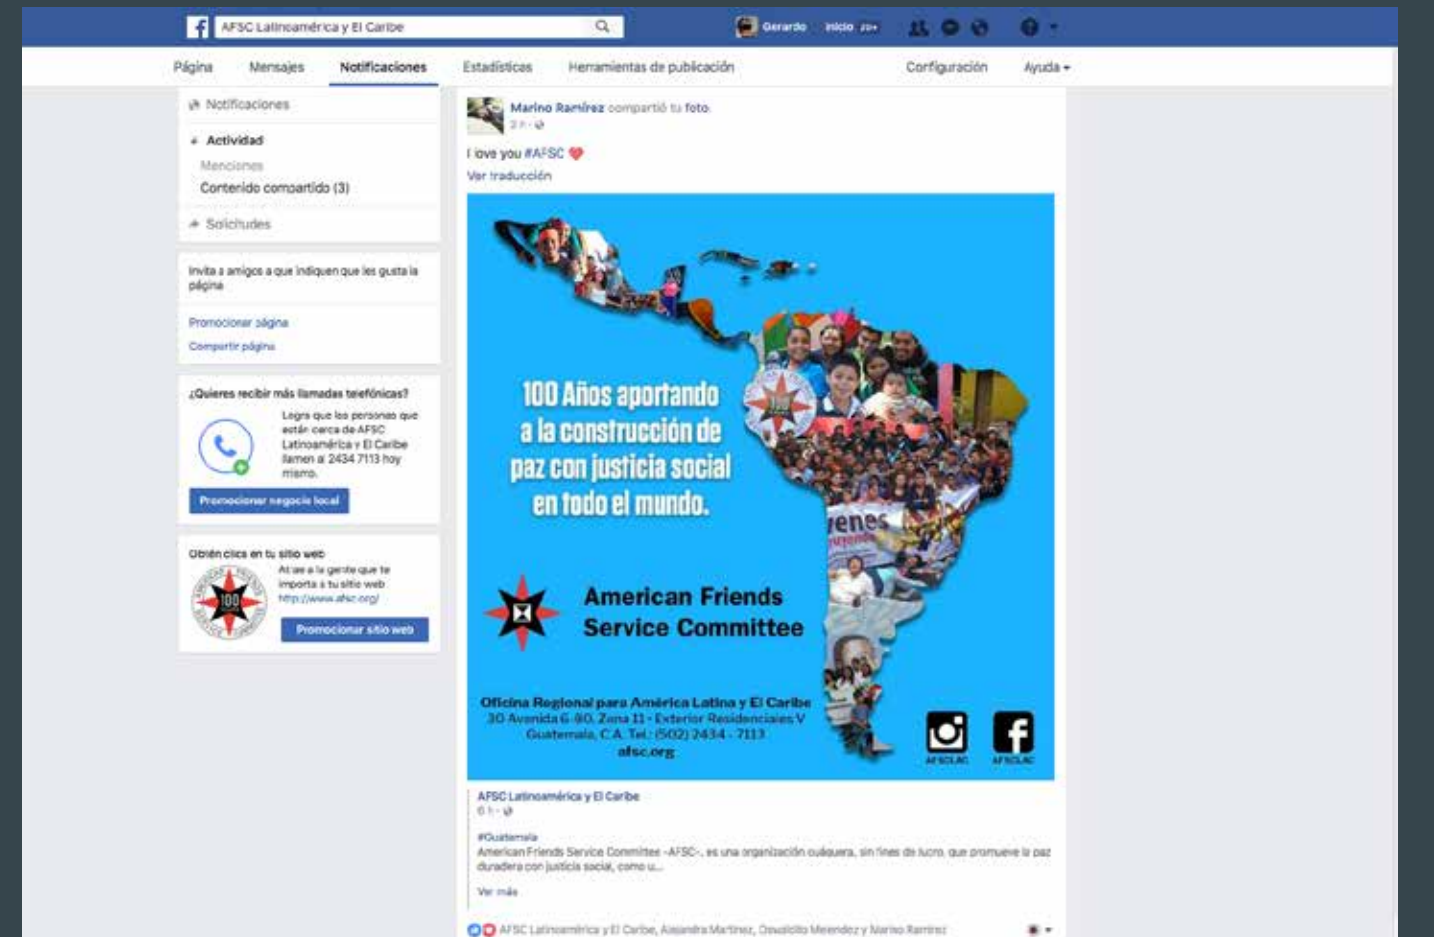 AFSC Latinoamérica y El Caribe
Gerardo Inicio 20+
Página Mensajes Notificaciones Estadísticas Herramientas de publicación Configuración Ayuda
Notificaciones
Actividad
Menciones
Contenido compartido (3)
Solicitudes
Invita a amigos a que indiquen que les gusta la
página
Promocionar página
Compartir página
¿Quieres recibir más llamadas telefónicas?
Logra que las personas que
están cerca de AFSC
Latinoamérica y El Caribe
llamen al 2434 7113 hoy
mismo.
Promocionar negocio local
Obtén clics en tu sitio web
Atrae a la gente que te
importa a tu sitio web
http://www.afsc.org/
Promocionar sitio web
AMERICAN FRIENDS
SERVICE COMMITTEE
100
Marino Ramírez compartió tu foto.
I love you #AFSC
Ver traducción
100 Años aportando
a la construcción de
paz con justicia social
en todo el mundo.
100
American Friends
Service Committee
Oficina Regional para América Latina y El Caribe
30 Avenida 6-80, Zona 11 - Exterior Residenciales V
Guatemala, C.A. Tel.: (502) 2434 - 7113
afsc.org
AFSCLAC AFSCLAC
AFSC Latinoamérica y El Caribe
6 h
#Guatemala
American Friends Service Committee -AFSC-, es una organización cuáquera, sin fines de lucro, que promueve la paz
duradera con justicia social, como u...
Ver más
AFSC Latinoamérica y El Caribe, Alejandra Martínez, Melendez y Marino Ramírez